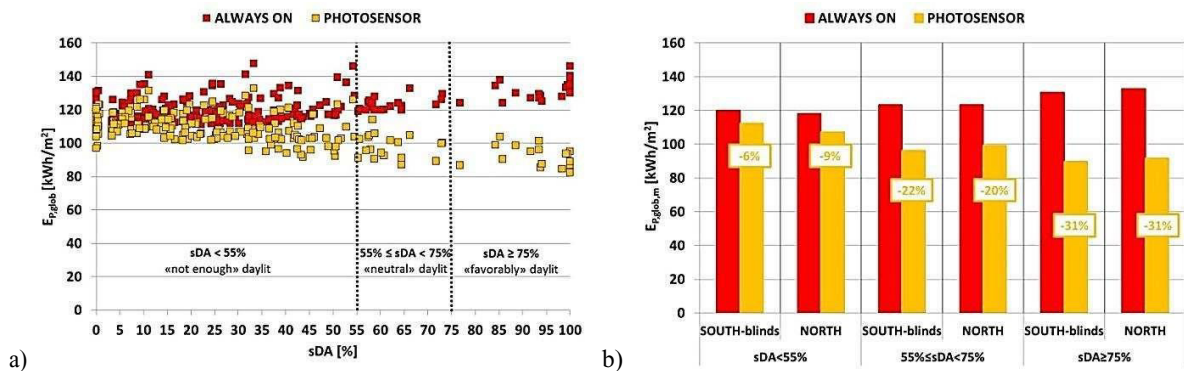 ALWAYS ON PHOTOSENSOR
E_P,glob [kWh/m²]
160
140
120
100
80
60
40
20
0
sDA < 55%
«not enough» daylit
55% ≤ sDA < 75%
«neutral» daylit
sDA ≥ 75%
«favorably» daylit
0 5 10 15 20 25 30 35 40 45 50 55 60 65 70 75 80 85 90 95 100
sDA [%]
a)
ALWAYS ON PHOTOSENSOR
E_P,glob,m [kWh/m²]
160
140
120
100
80
60
40
20
0
-6% -9% -22% -20% -31% -31%
SOUTH-blinds NORTH SOUTH-blinds NORTH SOUTH-blinds NORTH
sDA<55% 55%≤sDA<75% sDA≥75%
b)